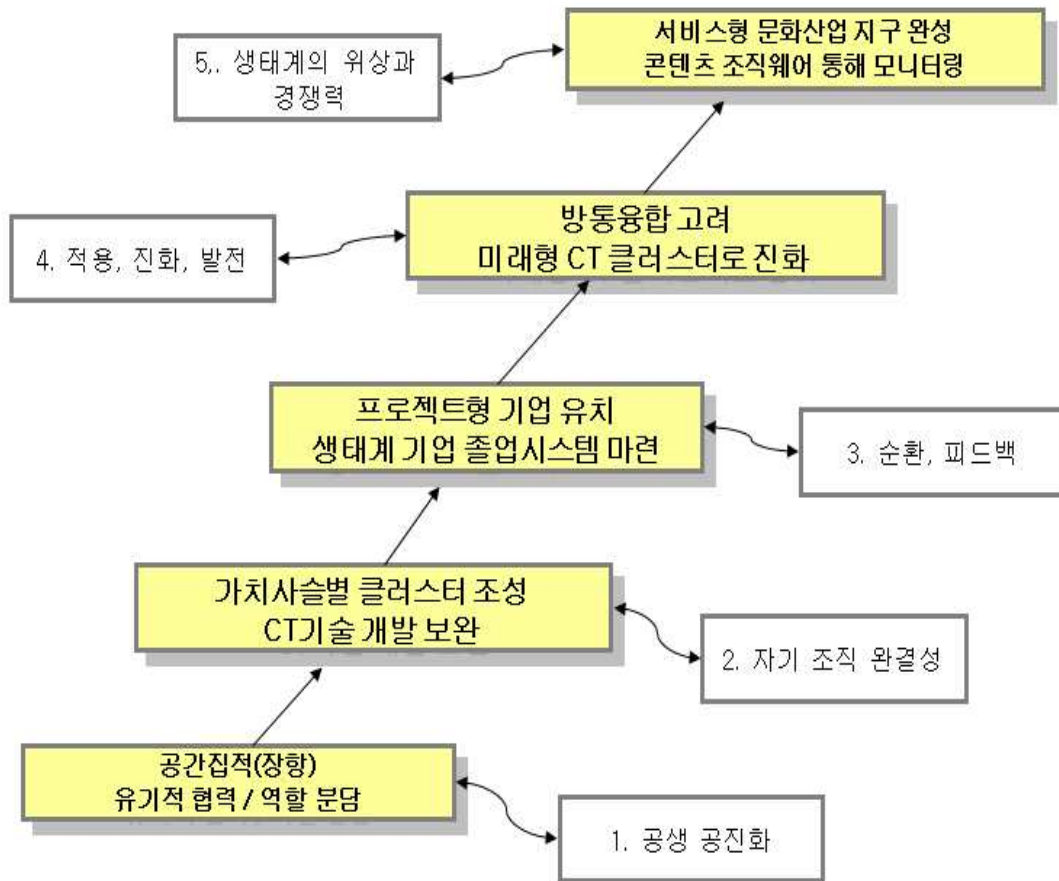 서비스형 문화산업 지구 완성
콘텐츠 조직웨어 통해 모니터링
5,. 생태계의 위상과
경쟁력
방통융합 고려
미래형 CT 클러스터로 진화
4. 적용, 진화, 발전
프로젝트형 기업 유치
생태계 기업 졸업시스템 마련
3. 순환, 피드백
가치사슬별 클러스터 조성
CT기술 개발 보완
2. 자기 조직 완결성
공간집적(장항)
유기적 협력 / 역할 분담
1. 공생 공진화